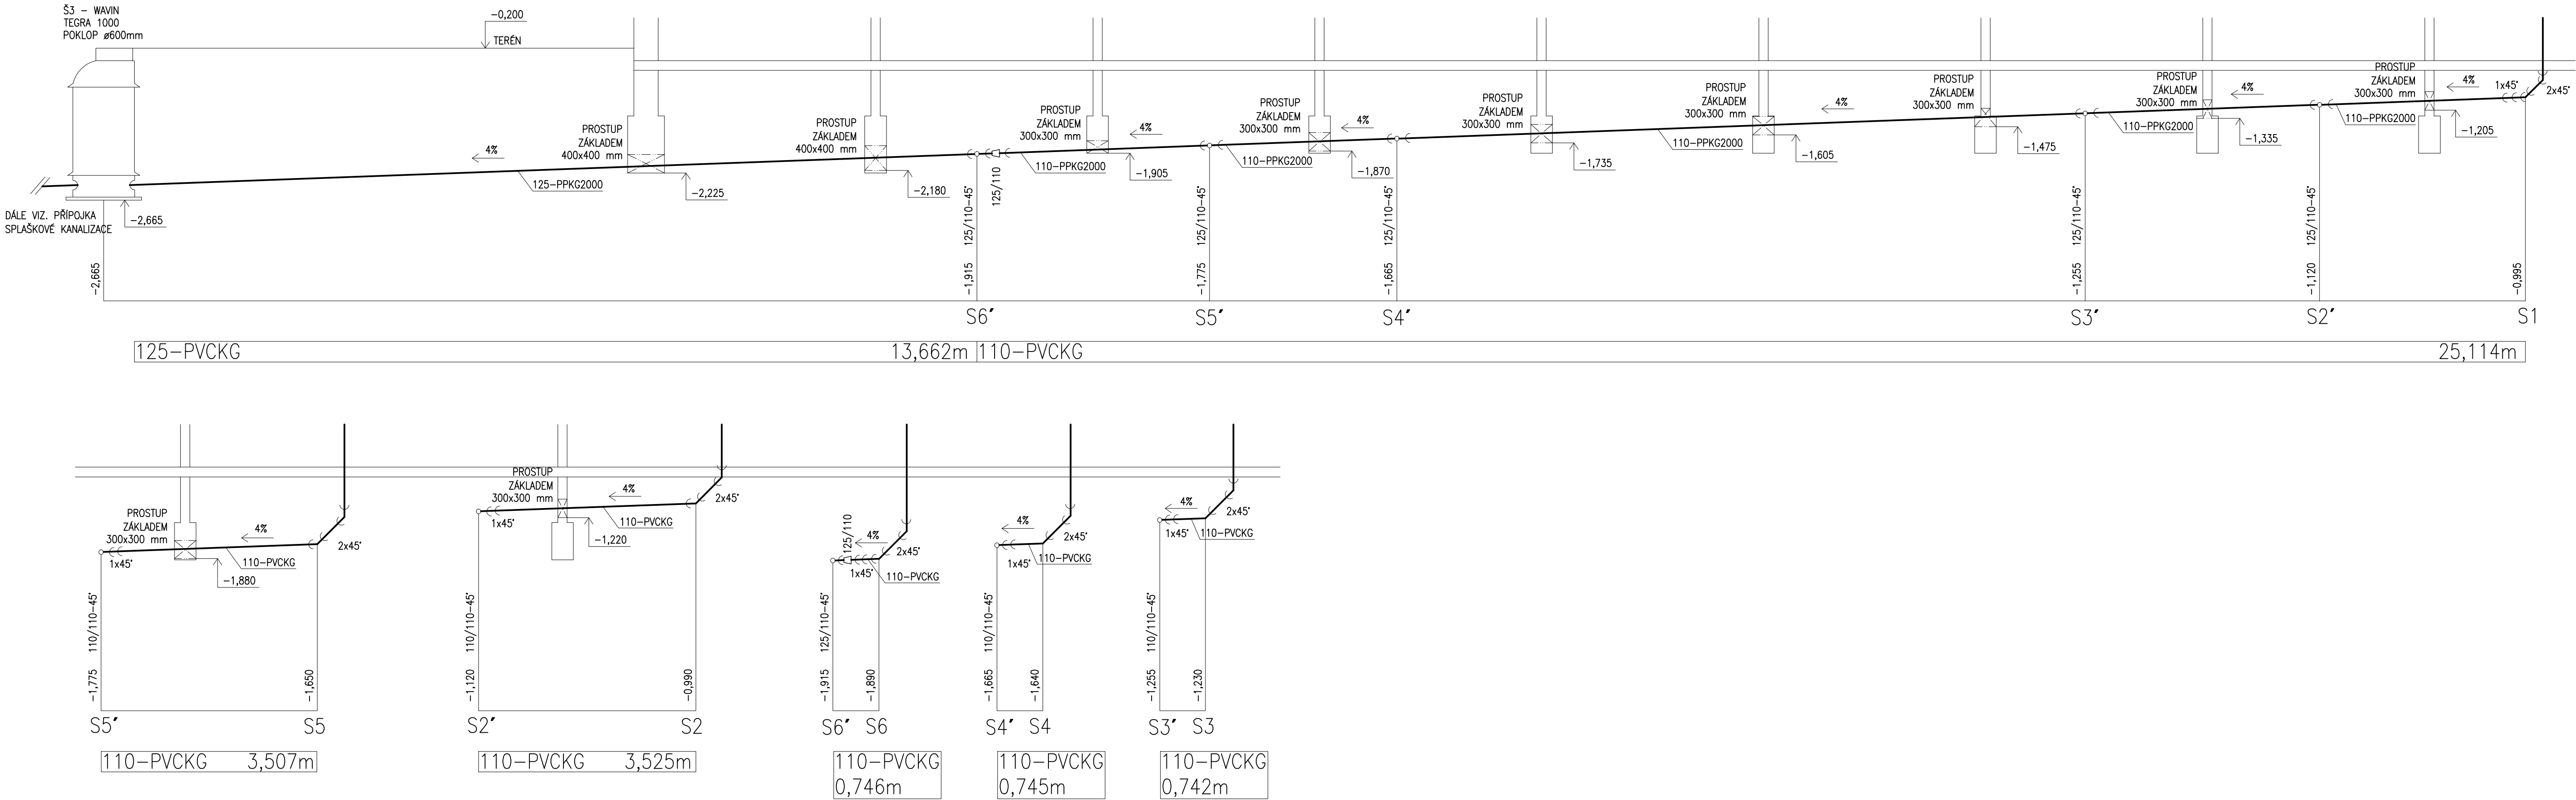 Š3 – WAVIN
TEGRA 1000
POKLOP ø600mm
-0,200
TERÉN
4%
125-PPKG2000
-2,665
DÁLE VIZ. PŘÍPOJKA
SPLAŠKOVÉ KANALIZACE
PROSTUP
ZÁKLADEM
400x400 mm
-2,225
PROSTUP
ZÁKLADEM
400x400 mm
-2,180
125/110
PROSTUP
ZÁKLADEM
300x300 mm
4%
110-PPKG2000
-1,905
PROSTUP
ZÁKLADEM
300x300 mm
4%
110-PPKG2000
-1,870
PROSTUP
ZÁKLADEM
300x300 mm
-1,735
PROSTUP
ZÁKLADEM
300x300 mm
4%
110-PPKG2000
-1,605
PROSTUP
ZÁKLADEM
300x300 mm
-1,475
PROSTUP
ZÁKLADEM
300x300 mm
4%
110-PPKG2000
-1,335
PROSTUP
ZÁKLADEM
300x300 mm
4%
110-PPKG2000
-1,205
1x45°
2x45°
-2,665
-1,915 125/110-45°
-1,775 125/110-45°
-1,665 125/110-45°
-1,255 125/110-45°
-1,120 125/110-45°
-0,995
S6' S5' S4' S3' S2' S1
125-PVCKG 13,662m 110-PVCKG 25,114m
PROSTUP
ZÁKLADEM
300x300 mm
4%
2x45°
1x45°
110-PVCKG
-1,880
-1,775 110/110-45°
-1,650
S5' S5
110-PVCKG 3,507m
PROSTUP
ZÁKLADEM
300x300 mm
4%
2x45°
1x45°
110-PVCKG
-1,220
-1,120 110/110-45°
-0,990
S2' S2
110-PVCKG 3,525m
125/110
4%
2x45°
1x45°
110-PVCKG
-1,915 125/110-45°
-1,890
S6' S6
110-PVCKG
0,746m
4%
2x45°
1x45°
110-PVCKG
-1,665 110/110-45°
-1,640
S4' S4
110-PVCKG
0,745m
4%
2x45°
1x45°
110-PVCKG
-1,255 110/110-45°
-1,230
S3' S3
110-PVCKG
0,742m